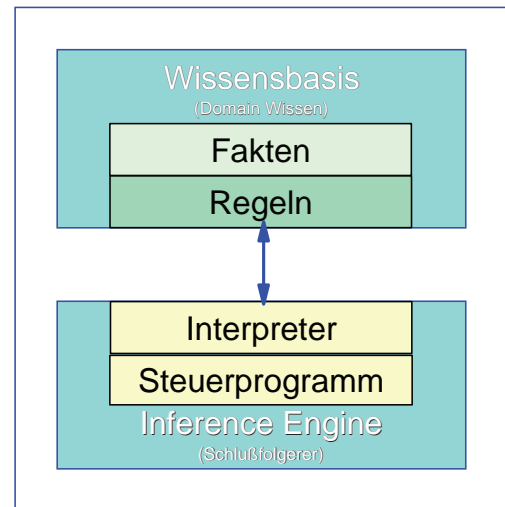 Wissensbasis
(Domain Wissen)
Fakten
Regeln
Interpreter
Steuerprogramm
Inference Engine
(Schlußfolgerer)